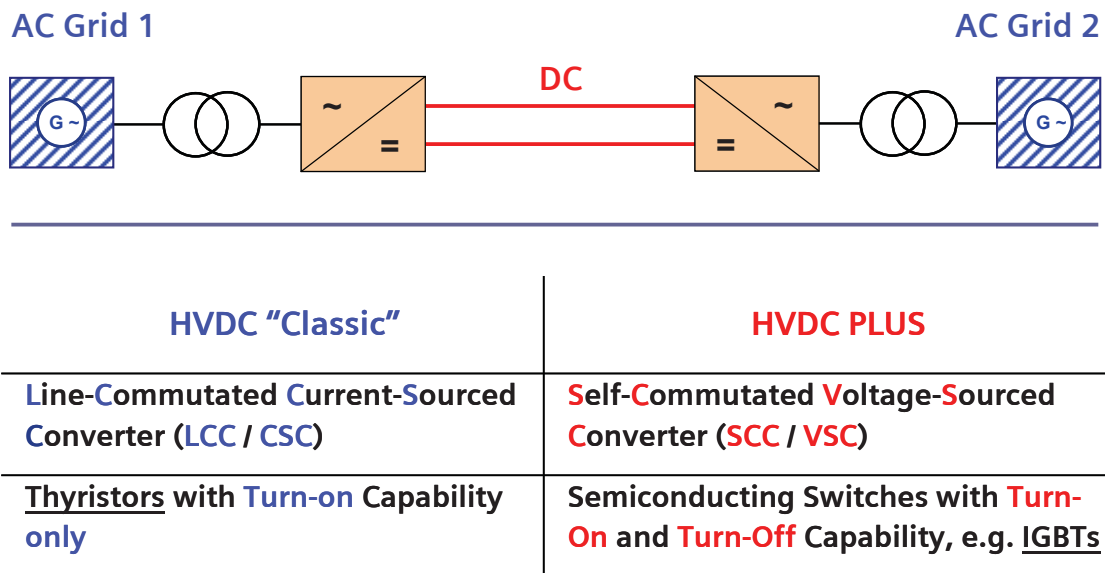 AC Grid 1
AC Grid 2
G ~
~
=
DC
~
=
G ~
HVDC “Classic”
HVDC PLUS
Line-Commutated Current-Sourced
Converter (LCC / CSC)
Self-Commutated Voltage-Sourced
Converter (SCC / VSC)
Thyristors with Turn-on Capability
only
Semiconducting Switches with Turn-
On and Turn-Off Capability, e.g. IGBTs